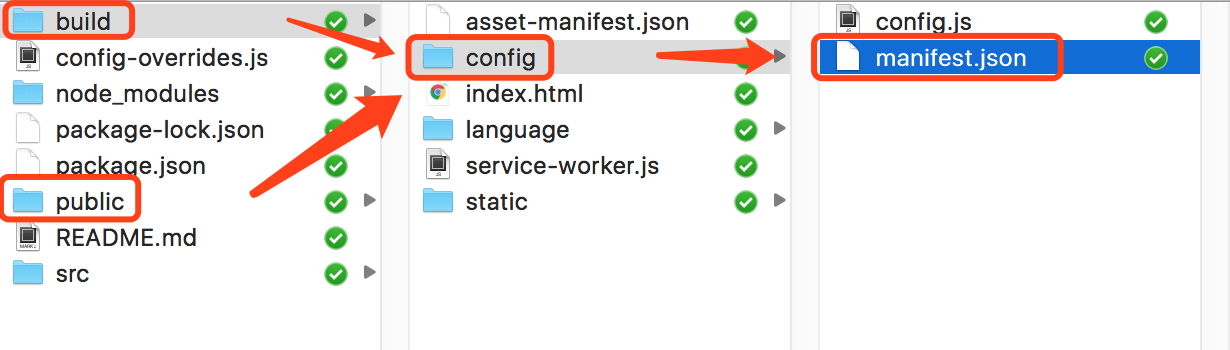 build
config-overrides.js
node_modules
package-lock.json
package.json
public
README.md
src
asset-manifest.json
config
index.html
language
service-worker.js
static
config.js
manifest.json